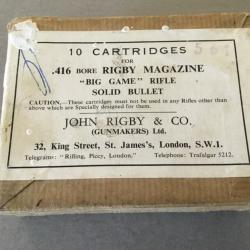 10 CARTRIDGES
FOR
.416 BORE RIGBY MAGAZINE
"BIG GAME" RIFLE
SOLID BULLET
CAUTION.—These cartridges must not be used in any Rifles other than
above which are Specially designed for them.
JOHN RIGBY & CO.
(GUNMAKERS) Ltd.
32, King Street, St. James's, London, S.W.1.
Telegrams: "Rifling, Piccy, London." Telephone: Trafalgar 5212.